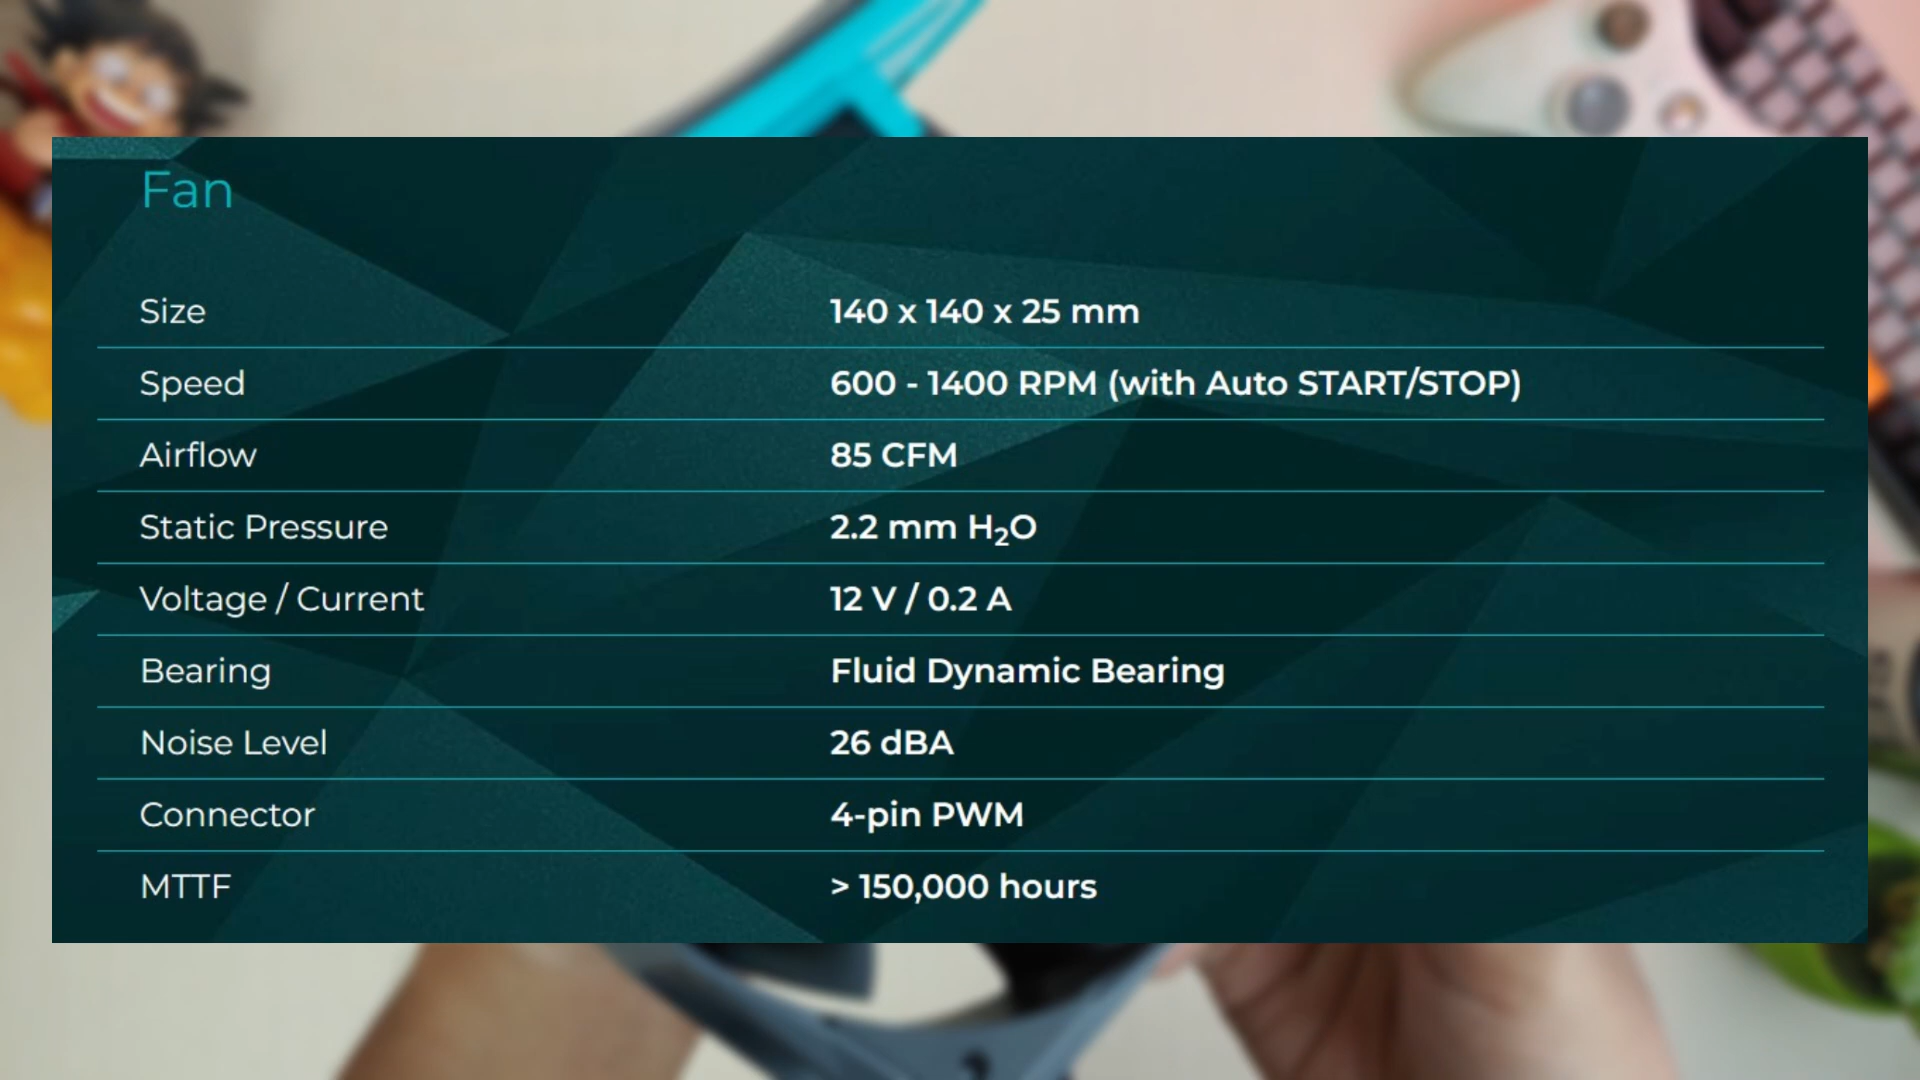 Fan
Size 140 x 140 x 25 mm
Speed 600 - 1400 RPM (with Auto START/STOP)
Airflow 85 CFM
Static Pressure 2.2 mm H₂O
Voltage / Current 12 V / 0.2 A
Bearing Fluid Dynamic Bearing
Noise Level 26 dBA
Connector 4-pin PWM
MTTF > 150,000 hours